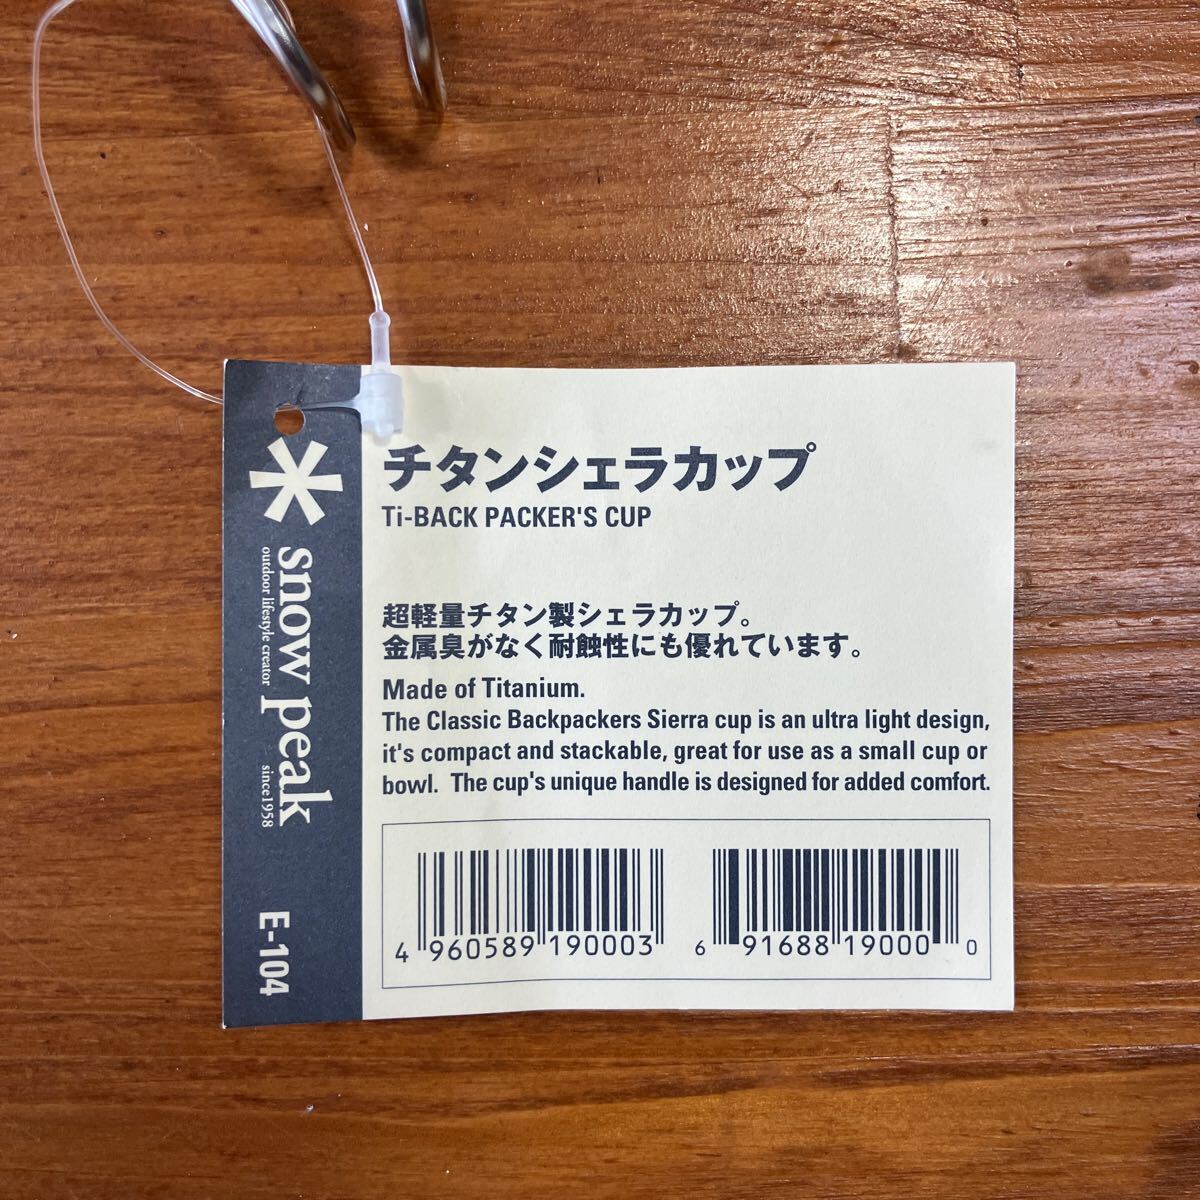 チタンシェラカップ
Ti-BACK PACKER'S CUP
超軽量チタン製シェラカップ。
金属臭がなく耐蝕性にも優れています。
Made of Titanium.
The Classic Backpackers Sierra cup is an ultra light design,
it's compact and stackable, great for use as a small cup or
bowl. The cup's unique handle is designed for added comfort.
4 960589 190003
6 91688 19000 0
snow peak
outdoor lifestyle creator since1958
E-104